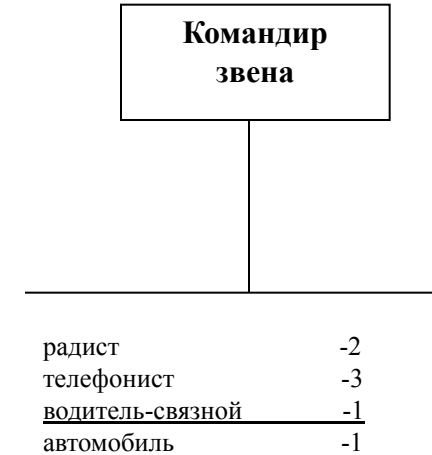 Командир
звена
радист -2
телефонист -3
водитель-связной -1
автомобиль -1